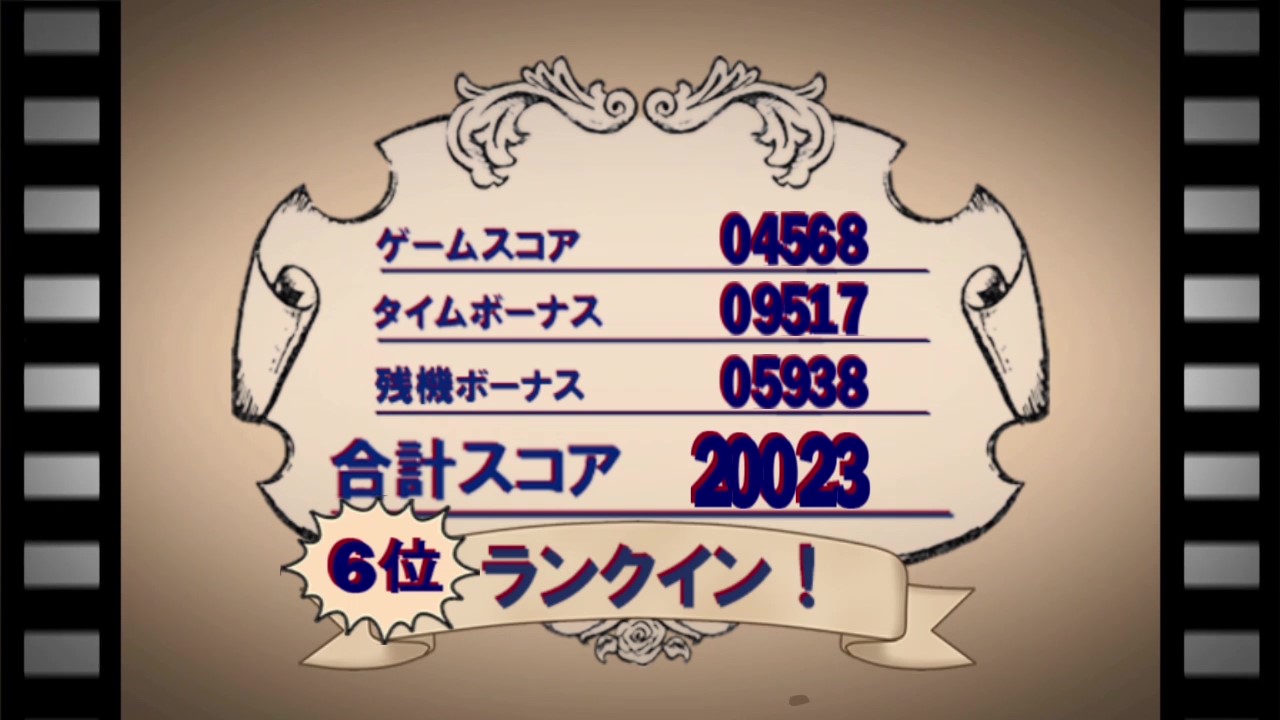 ゲームスコア 04568
タイムボーナス 09517
残機ボーナス 05938
合計スコア 20023
6位 ランクイン！